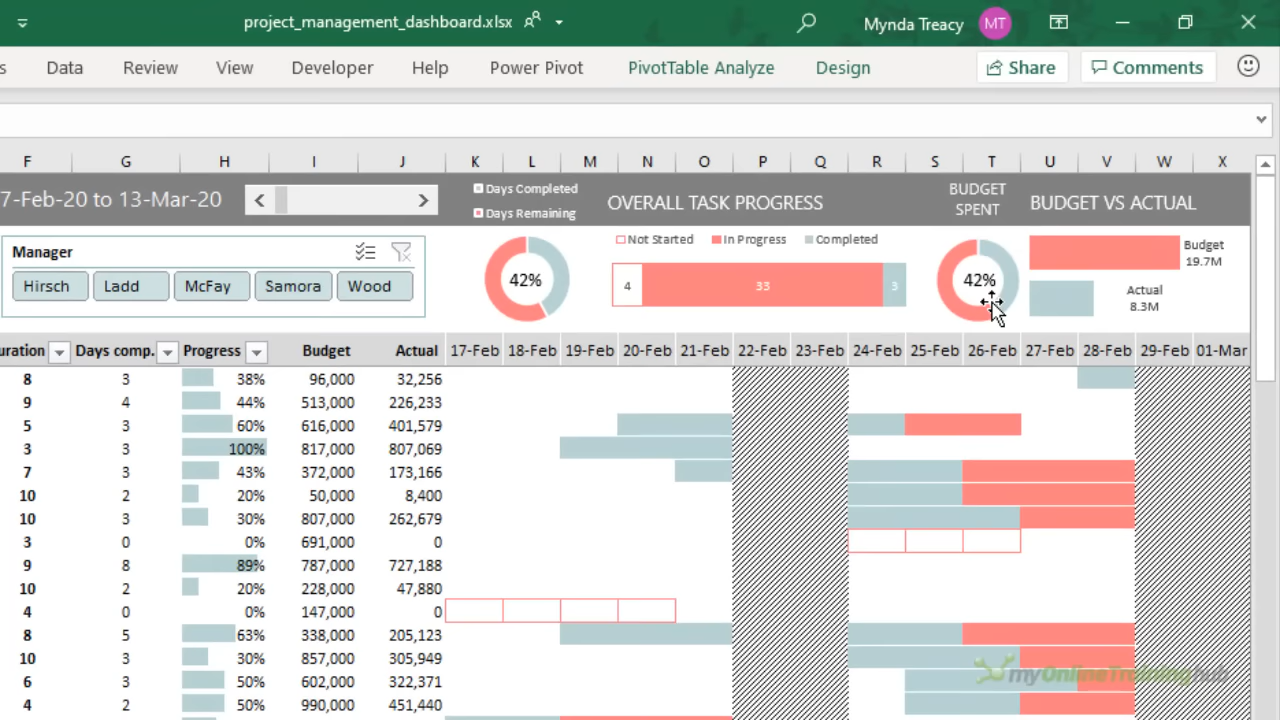 project_management_dashboard.xlsx
Mynda Treacy MT
s Data Review View Developer Help Power Pivot PivotTable Analyze Design Share Comments
F G H I J K L M N O P Q R S T U V W X
7-Feb-20 to 13-Mar-20
Days Completed
Days Remaining
OVERALL TASK PROGRESS
BUDGET
SPENT
BUDGET VS ACTUAL
Manager
Hirsch Ladd McFay Samora Wood
42%
Not Started In Progress Completed
4 33 3
42%
Budget
19.7M
Actual
8.3M
uration Days comp. Progress Budget Actual 17-Feb 18-Feb 19-Feb 20-Feb 21-Feb 22-Feb 23-Feb 24-Feb 25-Feb 26-Feb 27-Feb 28-Feb 29-Feb 01-Mar
8 3 38% 96,000 32,256
9 4 44% 513,000 226,233
5 3 60% 616,000 401,579
3 3 100% 817,000 807,069
7 3 43% 372,000 173,166
10 2 20% 50,000 8,400
10 3 30% 807,000 262,679
3 0 0% 691,000 0
9 8 89% 787,000 727,188
10 2 20% 228,000 47,880
4 0 0% 147,000 0
8 5 63% 338,000 205,123
10 3 30% 857,000 305,949
6 3 50% 602,000 322,371
4 2 50% 990,000 451,440
myOnlineTraininghub